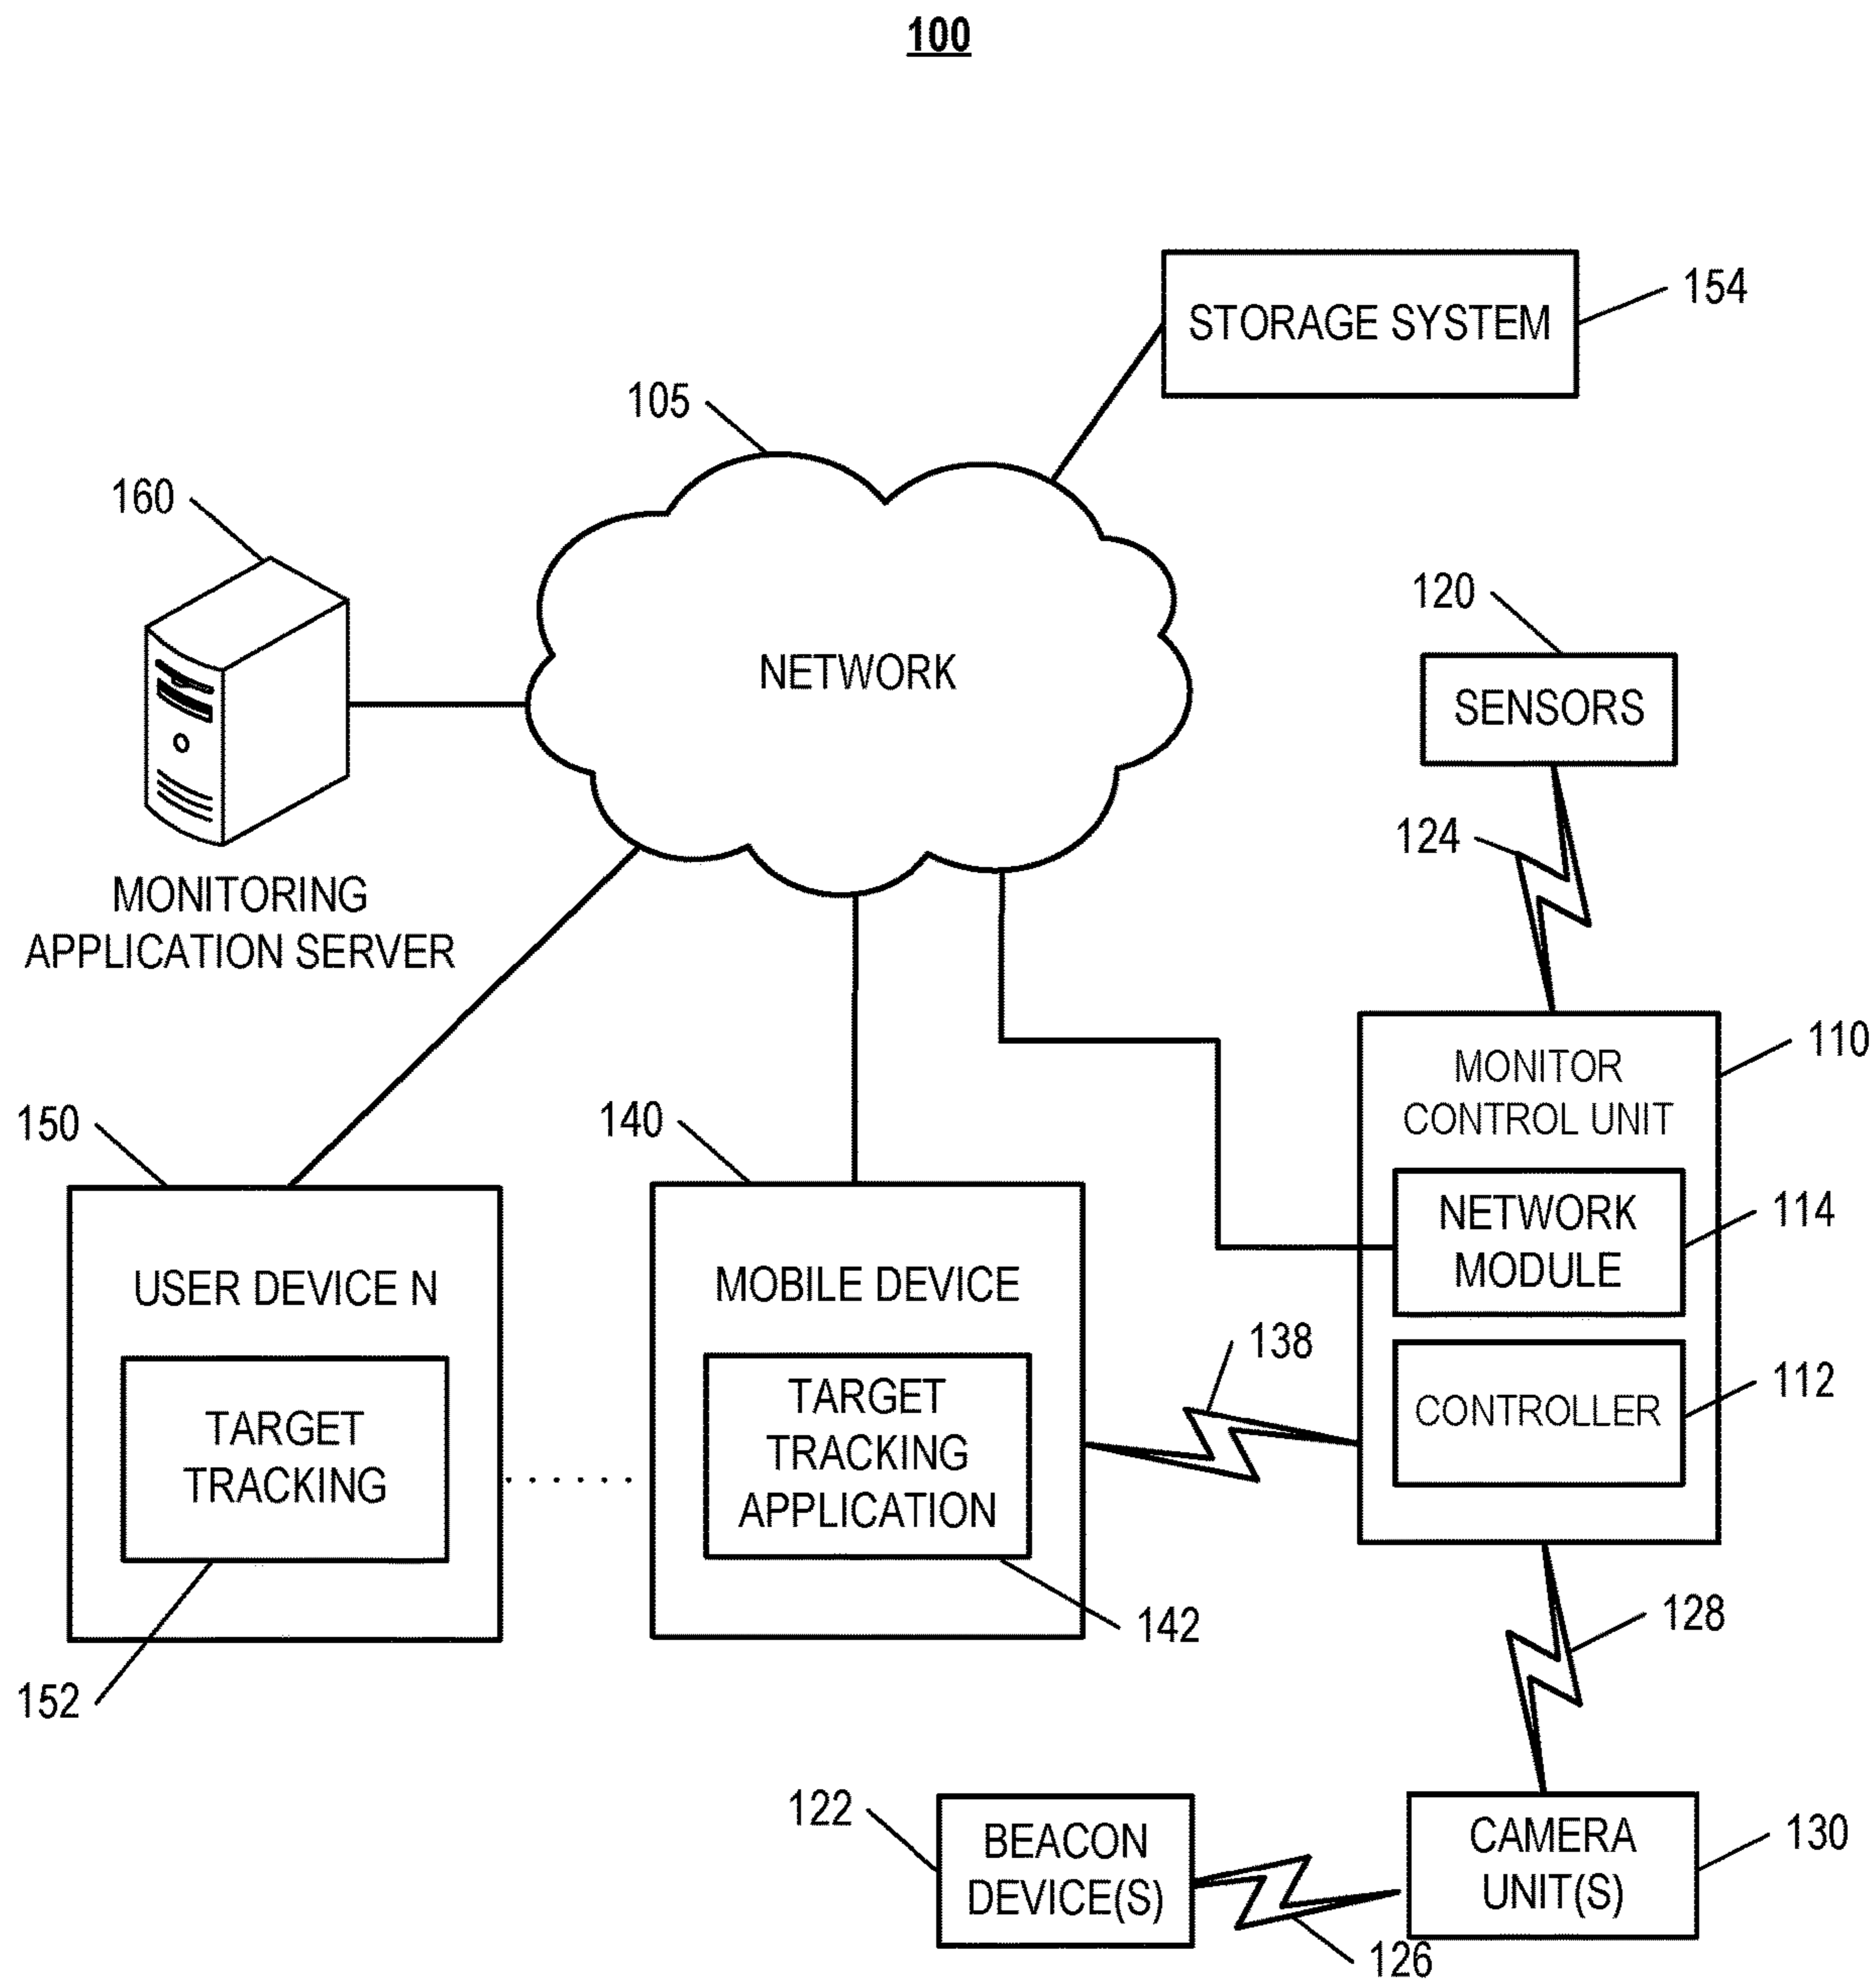 100
STORAGE SYSTEM
154
105
160
NETWORK
120
SENSORS
124
MONITORING
APPLICATION SERVER
110
MONITOR
CONTROL UNIT
150
140
NETWORK
MODULE
114
USER DEVICE N
MOBILE DEVICE
138
CONTROLLER
112
TARGET
TRACKING
TARGET
TRACKING
APPLICATION
142
128
152
122
BEACON
DEVICE(S)
CAMERA
UNIT(S)
130
126